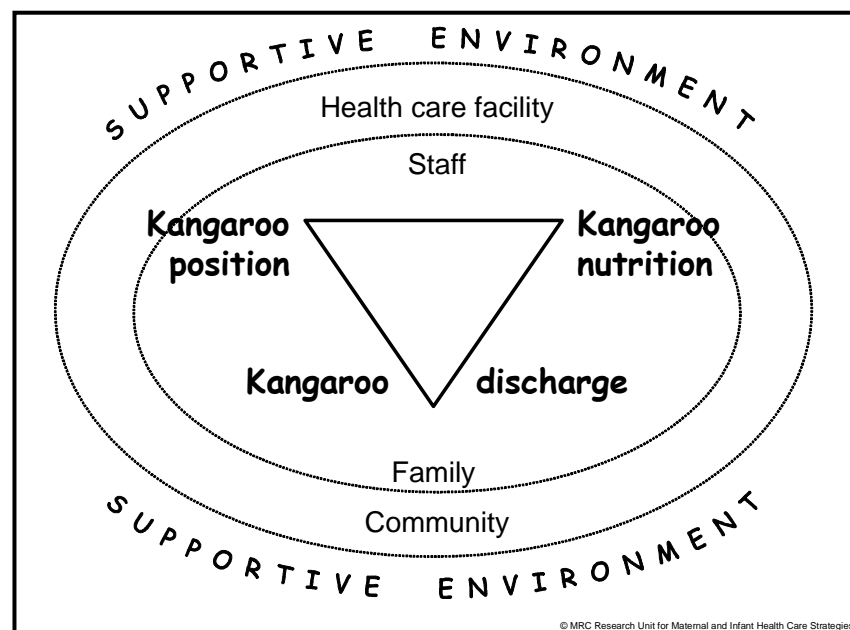 SUPPORTIVE ENVIRONMENT
Health care facility
Staff
Kangaroo position
Kangaroo nutrition
Kangaroo discharge
Family
Community
SUPPORTIVE ENVIRONMENT
© MRC Research Unit for Maternal and Infant Health Care Strategies